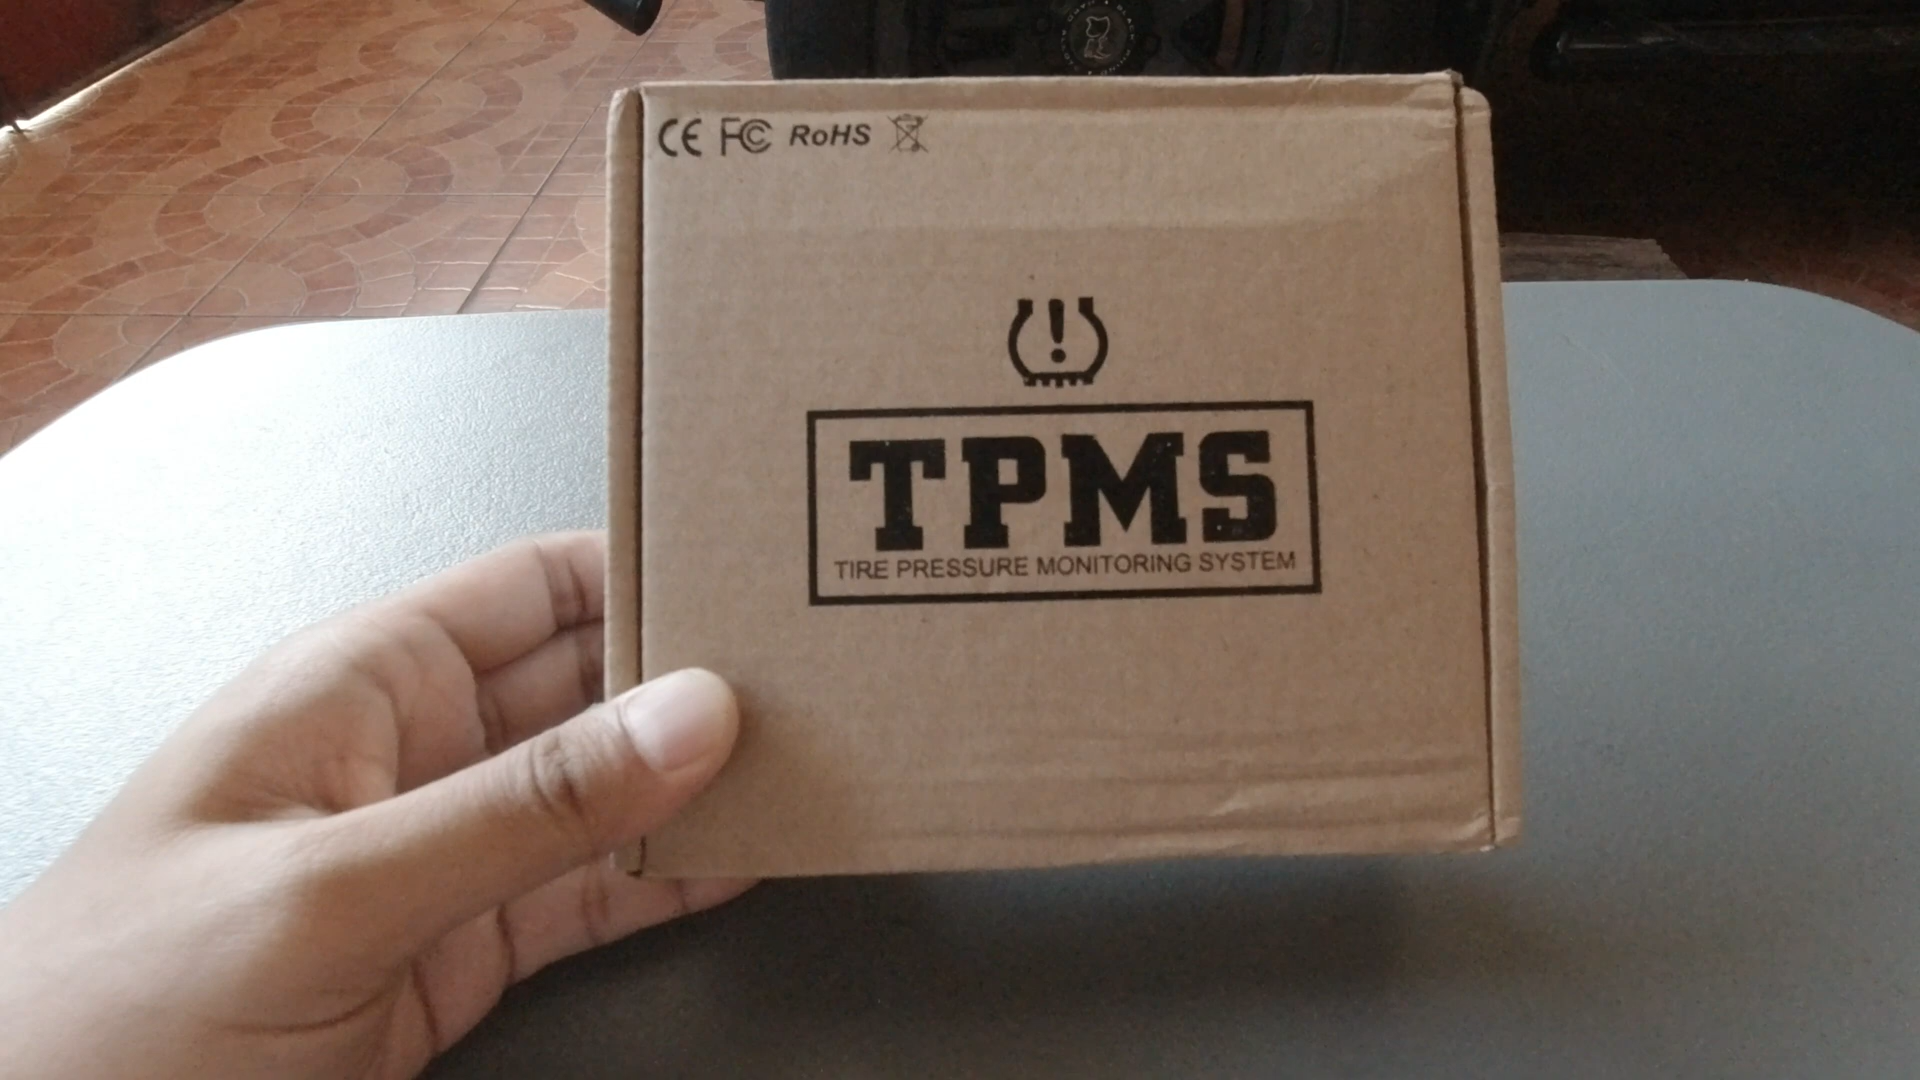 CE FC RoHS
TPMS
TIRE PRESSURE MONITORING SYSTEM